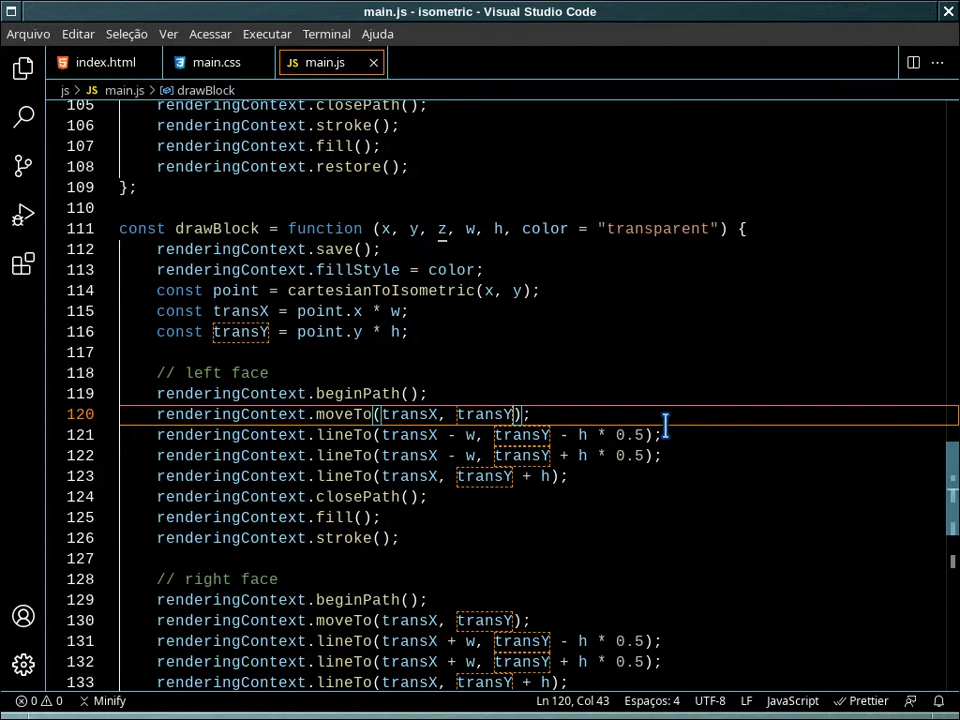 main.js - isometric - Visual Studio Code
Arquivo Editar Seleção Ver Acessar Executar Terminal Ajuda
index.html main.css JS main.js
js > JS main.js > drawBlock
105 renderingContext.closePath();
106 renderingContext.stroke();
107 renderingContext.fill();
108 renderingContext.restore();
109 };
110
111 const drawBlock = function (x, y, z, w, h, color = "transparent") {
112 renderingContext.save();
113 renderingContext.fillStyle = color;
114 const point = cartesianToIsometric(x, y);
115 const transX = point.x * w;
116 const transY = point.y * h;
117
118 // left face
119 renderingContext.beginPath();
120 renderingContext.moveTo(transX, transY);
121 renderingContext.lineTo(transX - w, transY - h * 0.5);
122 renderingContext.lineTo(transX - w, transY + h * 0.5);
123 renderingContext.lineTo(transX, transY + h);
124 renderingContext.closePath();
125 renderingContext.fill();
126 renderingContext.stroke();
127
128 // right face
129 renderingContext.beginPath();
130 renderingContext.moveTo(transX, transY);
131 renderingContext.lineTo(transX + w, transY - h * 0.5);
132 renderingContext.lineTo(transX + w, transY + h * 0.5);
133 renderingContext.lineTo(transX, transY + h);
0 0 Minify Ln 120, Col 43 Espaços: 4 UTF-8 LF JavaScript Prettier